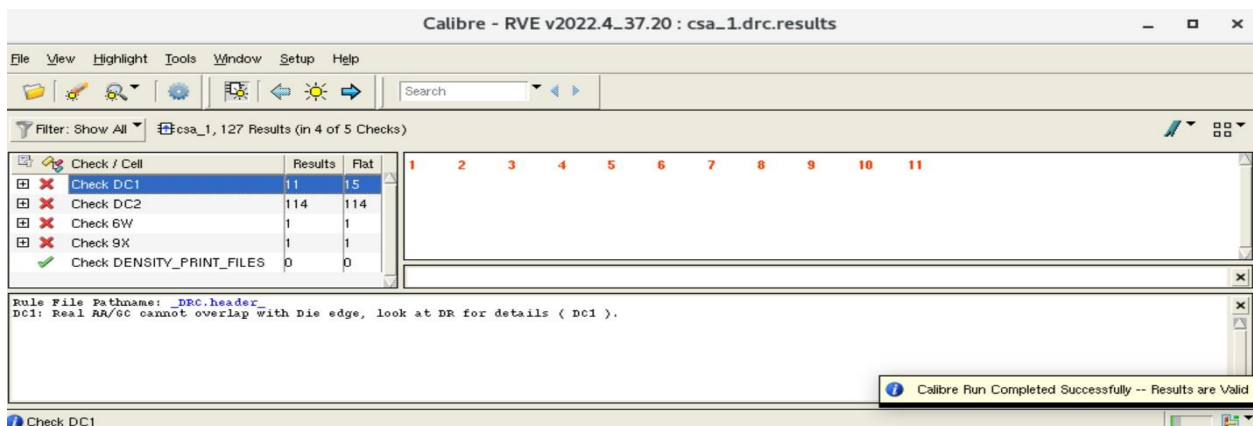 Calibre - RVE v2022.4_37.20 : csa_1.drc.results
File View Highlight Tools Window Setup Help
Search
Filter: Show All csa_1, 127 Results (in 4 of 5 Checks)
Check / Cell Results Flat
Check DC1 11 15
Check DC2 114 114
Check 6W 1 1
Check 9X 1 1
Check DENSITY_PRINT_FILES 0 0
1 2 3 4 5 6 7 8 9 10 11
Rule File Pathname: _DRC.header_
DC1: Real AA/GC cannot overlap with Die edge, look at DR for details ( DC1 ).
Calibre Run Completed Successfully -- Results are Valid
Check DC1